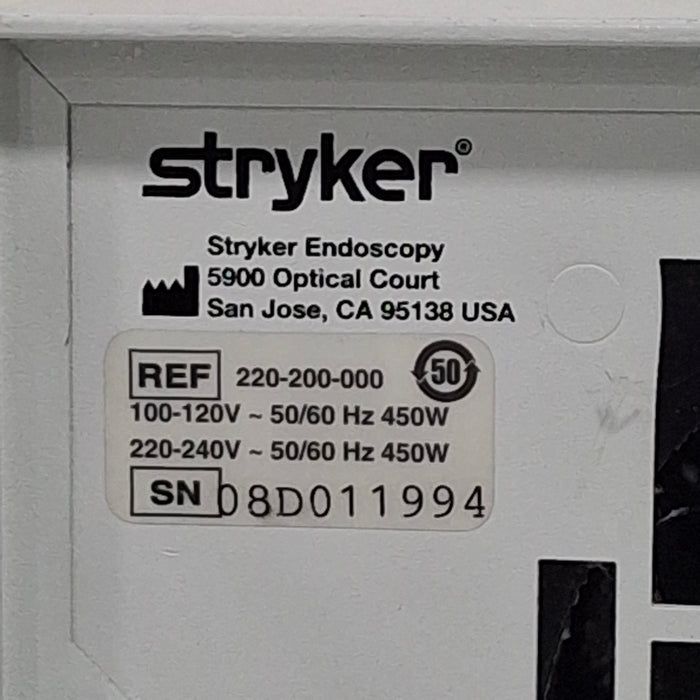 stryker®
Stryker Endoscopy
5900 Optical Court
San Jose, CA 95138 USA
REF 220-200-000 50
100-120V ~ 50/60 Hz 450W
220-240V ~ 50/60 Hz 450W
SN 08D011994